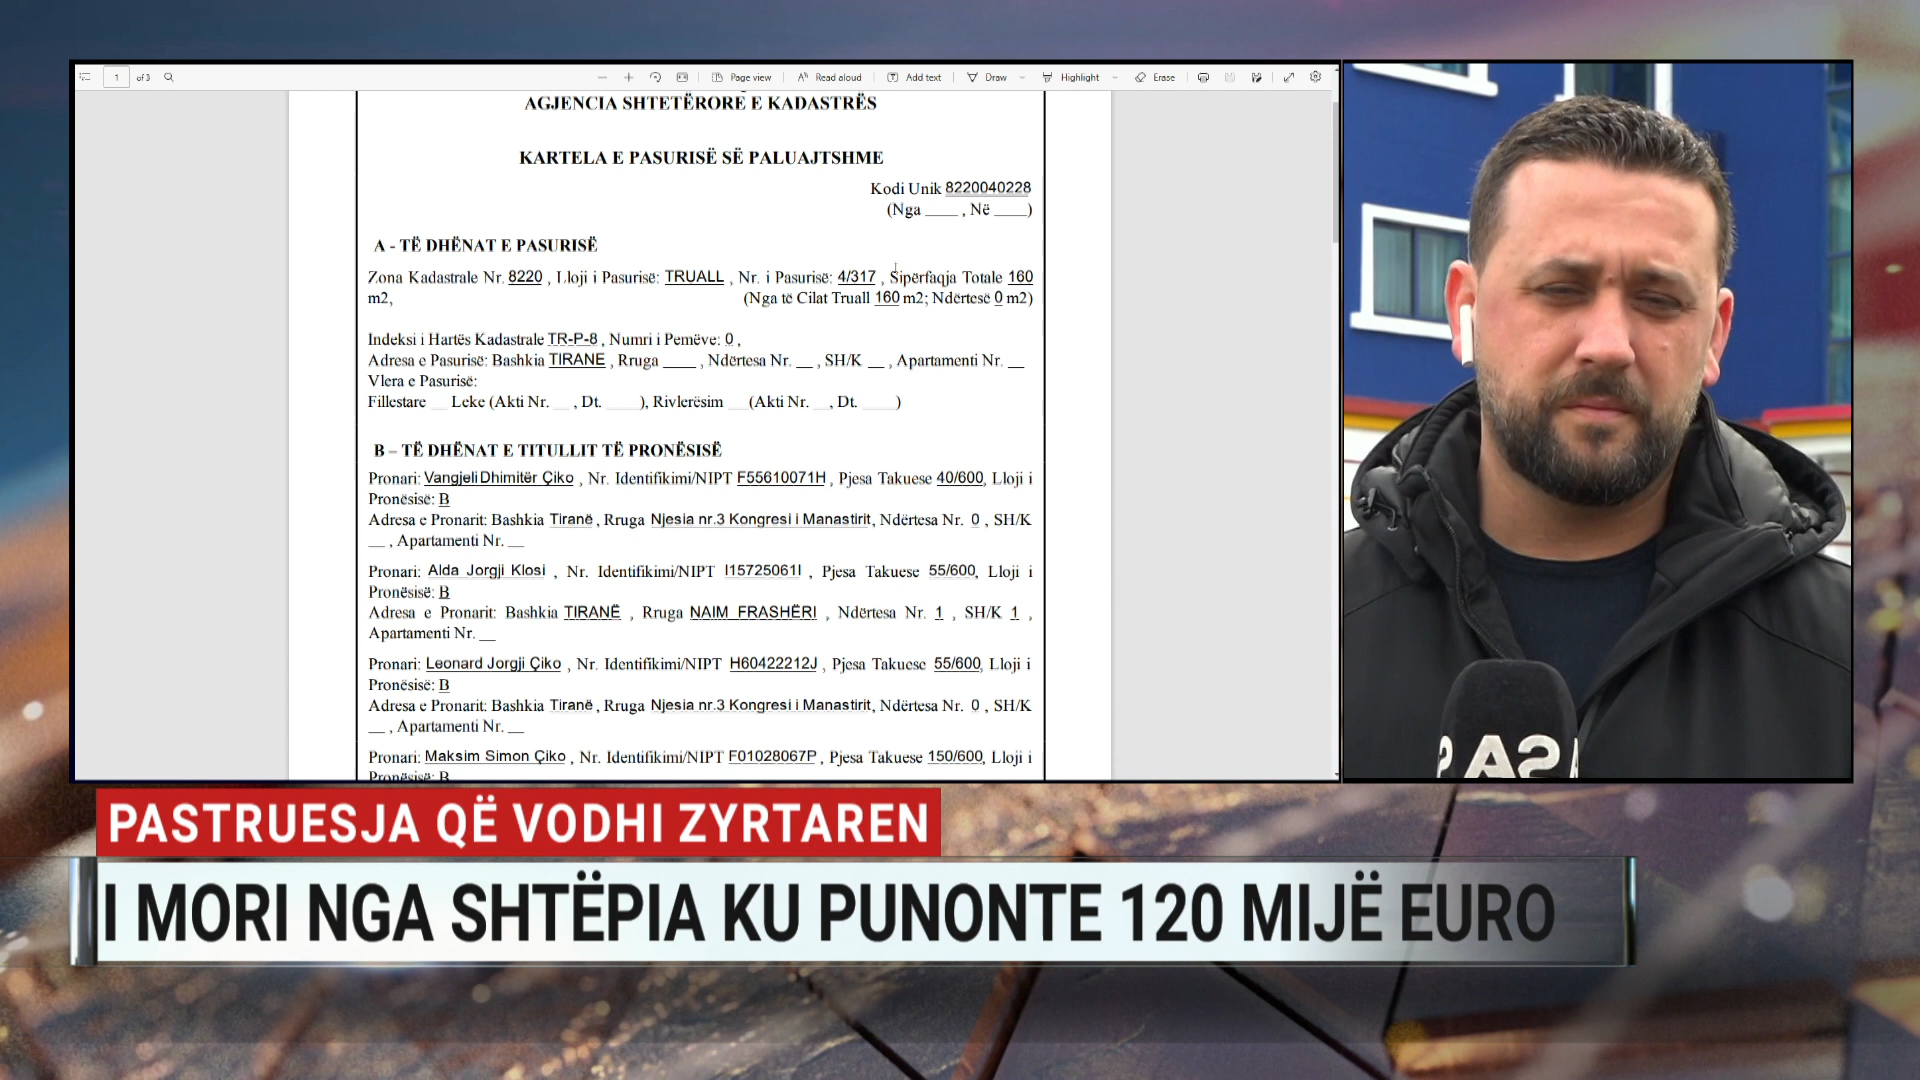 1 of 3 Page view Read aloud Add text Draw Highlight Erase
AGJENCIA SHTETËRORE E KADASTRËS
KARTELA E PASURISË SË PALUAJTSHME
Kodi Unik 8220040228
(Nga ____ , Në ____)
A - TË DHËNAT E PASURISË
Zona Kadastrale Nr. 8220 , Lloji i Pasurisë: TRUALL , Nr. i Pasurisë: 4/317 , Sipërfaqja Totale 160
m2, (Nga të Cilat Truall 160 m2; Ndërtesë 0 m2)
Indeksi i Hartës Kadastrale TR-P-8 , Numri i Pemëve: 0 ,
Adresa e Pasurisë: Bashkia TIRANE , Rruga ____ , Ndërtesa Nr. __ , SH/K __ , Apartamenti Nr. __
Vlera e Pasurisë:
Fillestare __ Leke (Akti Nr. __ , Dt. ____ ), Rivlerësim __ (Akti Nr. __ , Dt. ____ )
B – TË DHËNAT E TITULLIT TË PRONËSISË
Pronari: Vangjeli Dhimitër Çiko , Nr. Identifikimi/NIPT F55610071H , Pjesa Takuese 40/600, Lloji i
Pronësisë: B
Adresa e Pronarit: Bashkia Tiranë , Rruga Njesia nr.3 Kongresi i Manastirit, Ndërtesa Nr. 0 , SH/K
__ , Apartamenti Nr. __
Pronari: Alda Jorgji Klosi , Nr. Identifikimi/NIPT I15725061I , Pjesa Takuese 55/600, Lloji i
Pronësisë: B
Adresa e Pronarit: Bashkia TIRANË , Rruga NAIM FRASHËRI , Ndërtesa Nr. 1 , SH/K 1 ,
Apartamenti Nr. __
Pronari: Leonard Jorgji Çiko , Nr. Identifikimi/NIPT H60422212J , Pjesa Takuese 55/600, Lloji i
Pronësisë: B
Adresa e Pronarit: Bashkia Tiranë , Rruga Njesia nr.3 Kongresi i Manastirit, Ndërtesa Nr. 0 , SH/K
__ , Apartamenti Nr. __
Pronari: Maksim Simon Çiko , Nr. Identifikimi/NIPT F01028067P , Pjesa Takuese 150/600, Lloji i
Pronësisë: B
SA
PASTRUESJA QË VODHI ZYRTAREN
I MORI NGA SHTËPIA KU PUNONTE 120 MIJË EURO